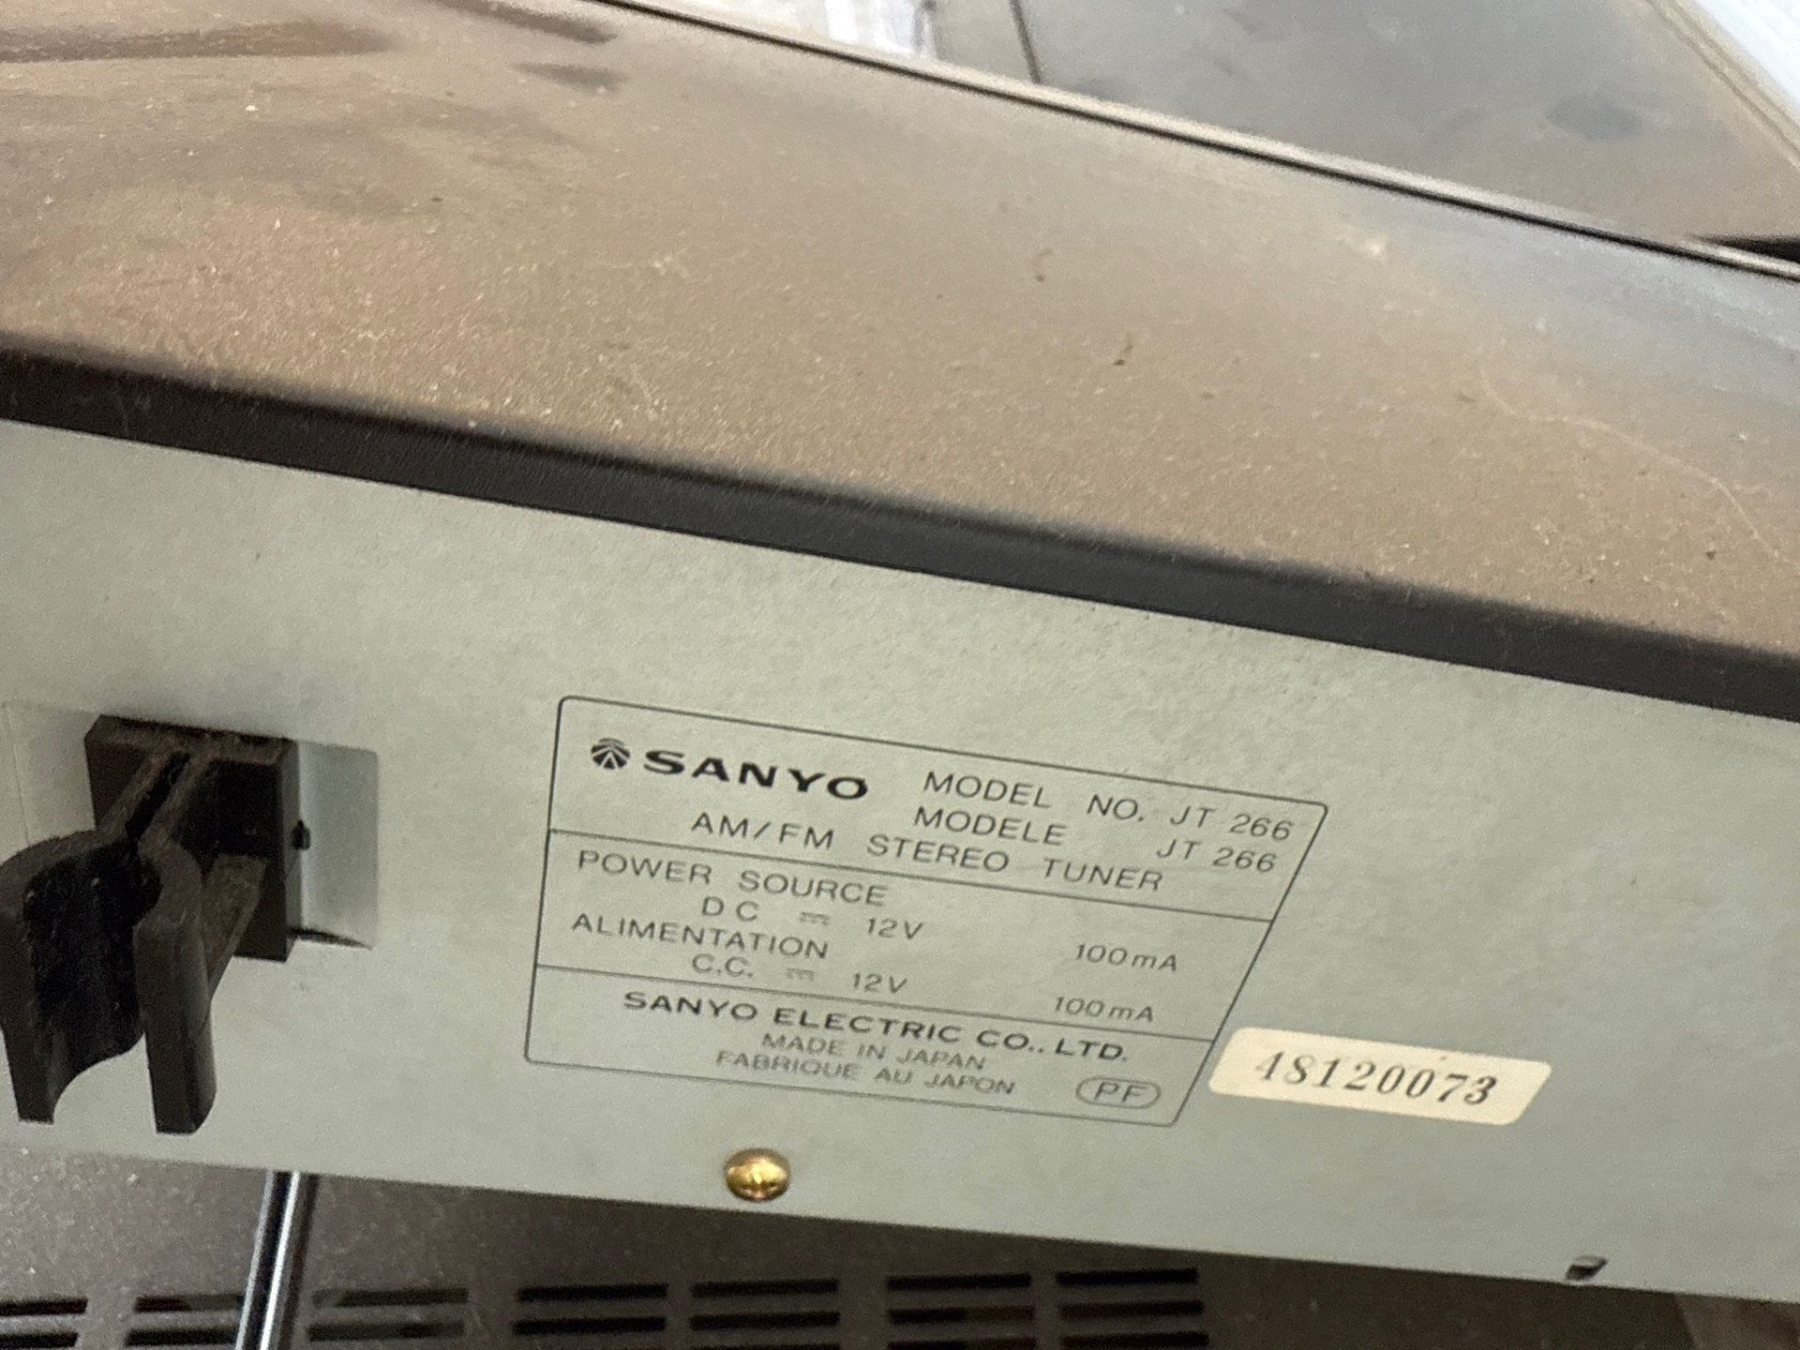 SANYO MODEL NO. JT 266
MODELE JT 266
AM/FM STEREO TUNER
POWER SOURCE
DC ⎓ 12V 100mA
ALIMENTATION
C.C. ⎓ 12V 100mA
SANYO ELECTRIC CO., LTD.
MADE IN JAPAN
FABRIQUE AU JAPON
PF
48120073